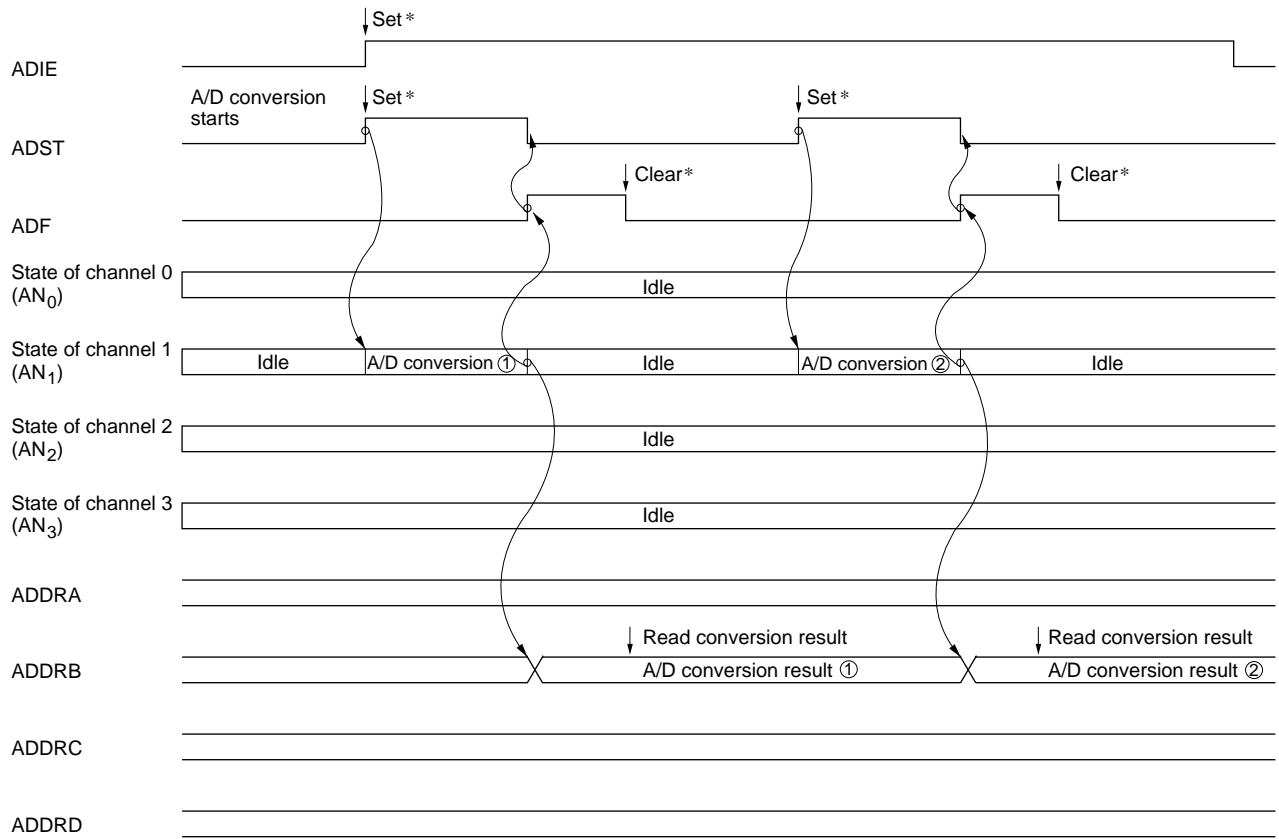 Set*
ADIE
A/D conversion
starts
Set*
Set*
ADST
Clear*
Clear*
ADF
State of channel 0
(AN0)
Idle
State of channel 1
(AN1)
Idle
A/D conversion ①
Idle
A/D conversion ②
Idle
State of channel 2
(AN2)
Idle
State of channel 3
(AN3)
Idle
ADDRA
Read conversion result
Read conversion result
ADDRB
A/D conversion result ①
A/D conversion result ②
ADDRC
ADDRD